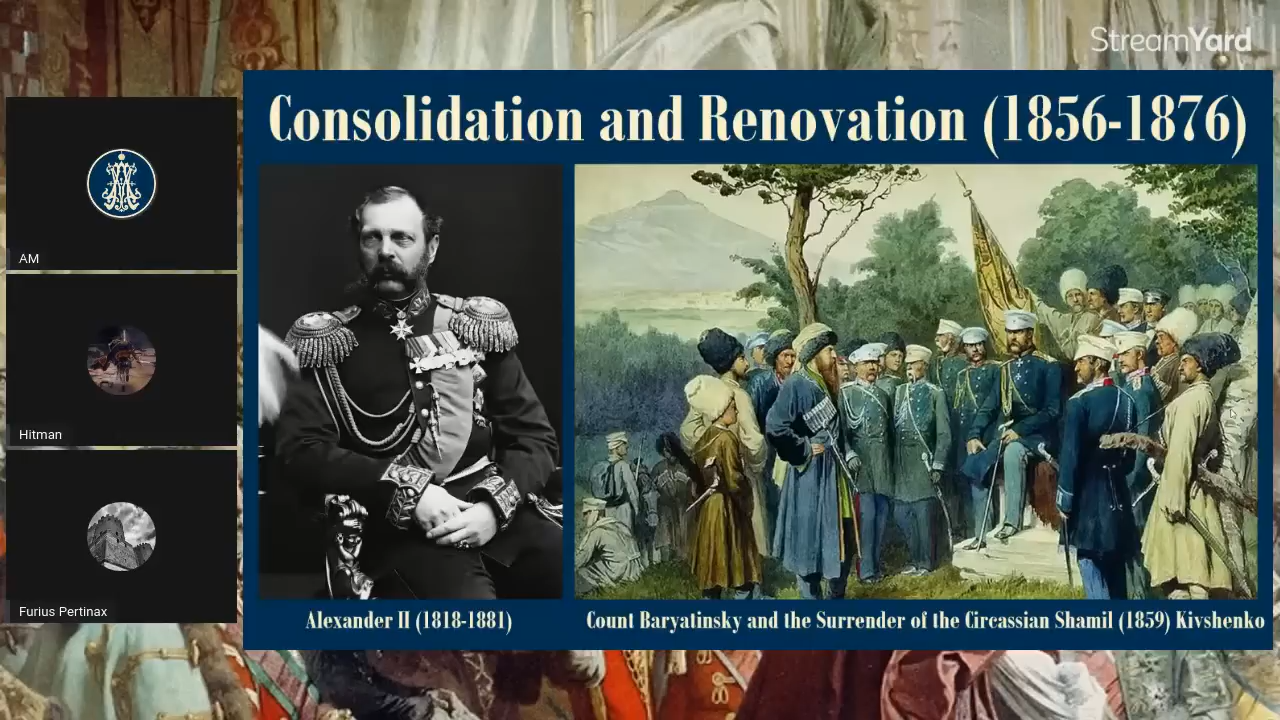 StreamYard
Consolidation and Renovation (1856-1876)
AM
Hitman
Furius Pertinax
Alexander II (1818-1881)
Count Baryatinsky and the Surrender of the Circassian Shamil (1859) Kivshenko